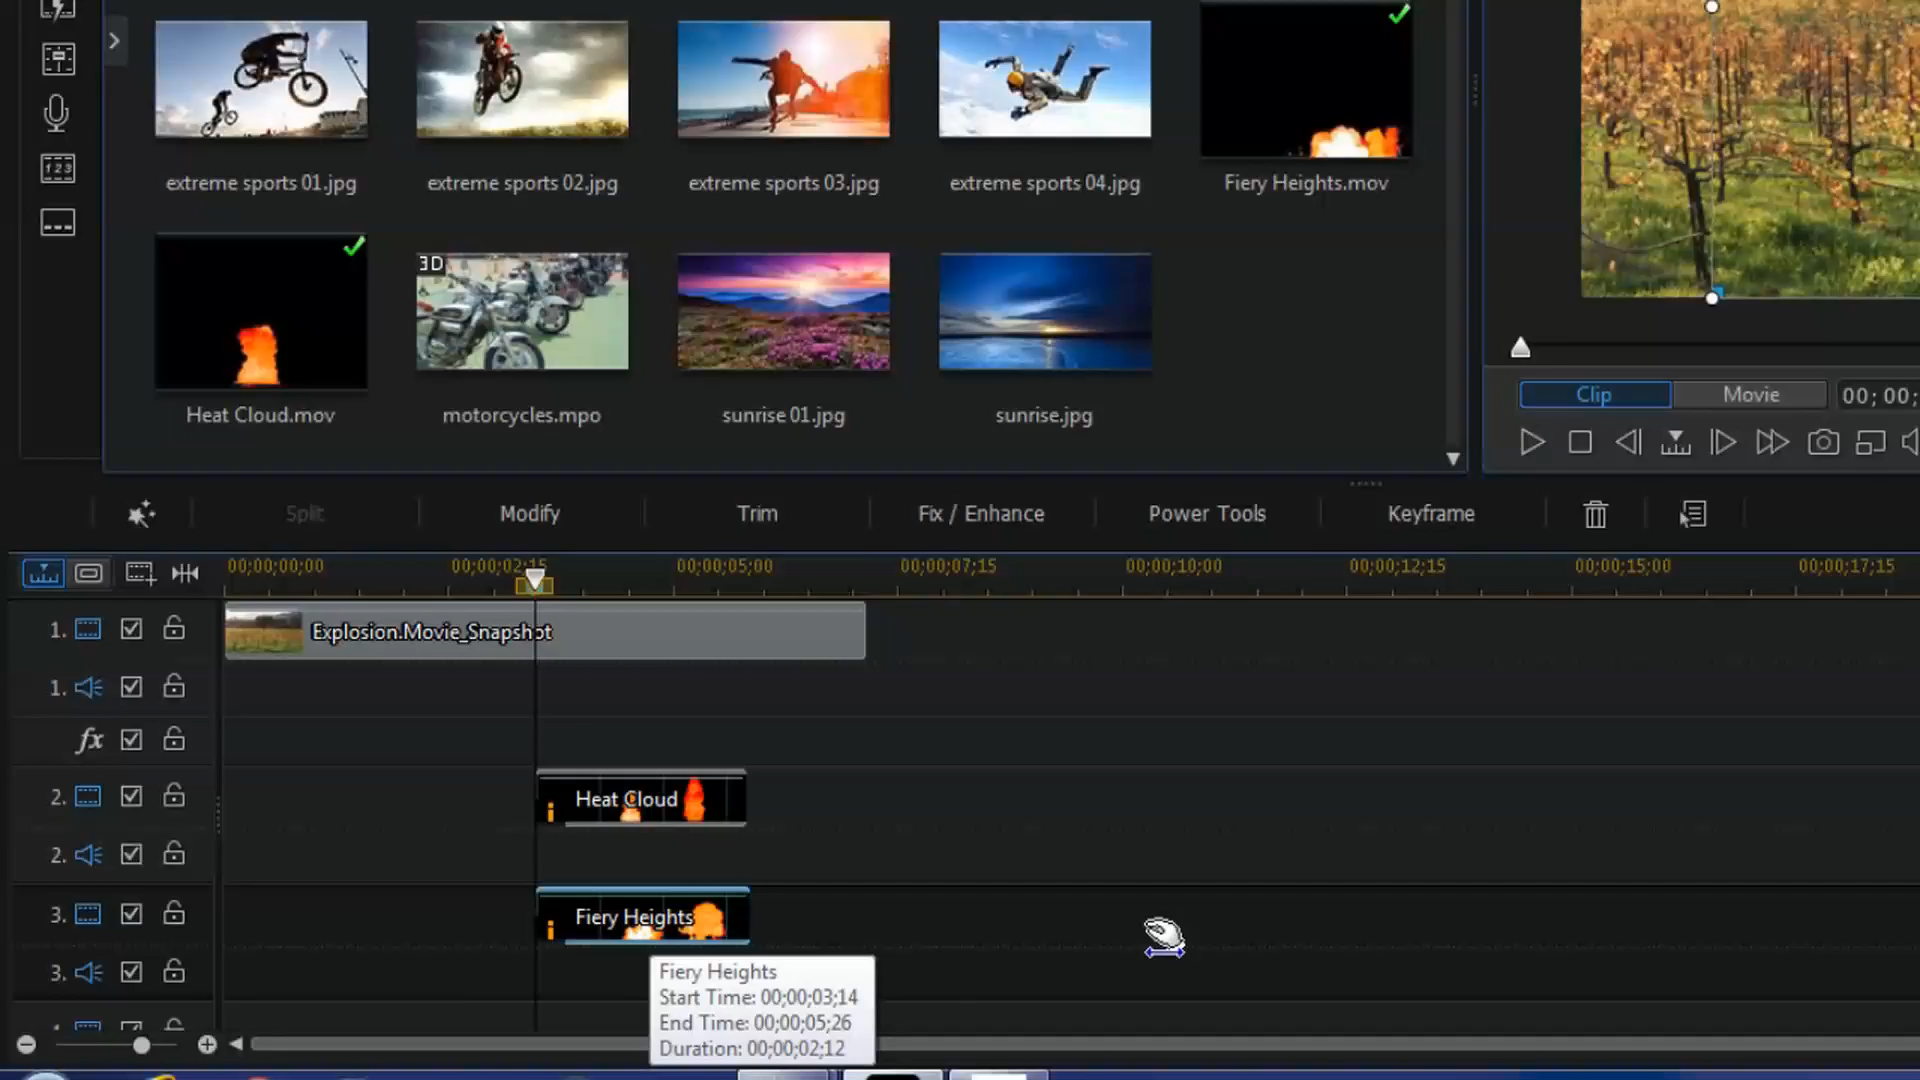 extreme sports 01.jpg
extreme sports 02.jpg
extreme sports 03.jpg
extreme sports 04.jpg
Fiery Heights.mov
3D
Heat Cloud.mov
motorcycles.mpo
sunrise 01.jpg
sunrise.jpg
Clip
Movie
00; 00;
Split
Modify
Trim
Fix / Enhance
Power Tools
Keyframe
00;00;00;00
00;00;02;15
00;00;05;00
00;00;07;15
00;00;10;00
00;00;12;15
00;00;15;00
00;00;17;15
1.
Explosion.Movie_Snapshot
1.
fx
2.
Heat Cloud
2.
3.
Fiery Heights
3.
Fiery Heights
Start Time: 00;00;03;14
End Time: 00;00;05;26
Duration: 00;00;02;12